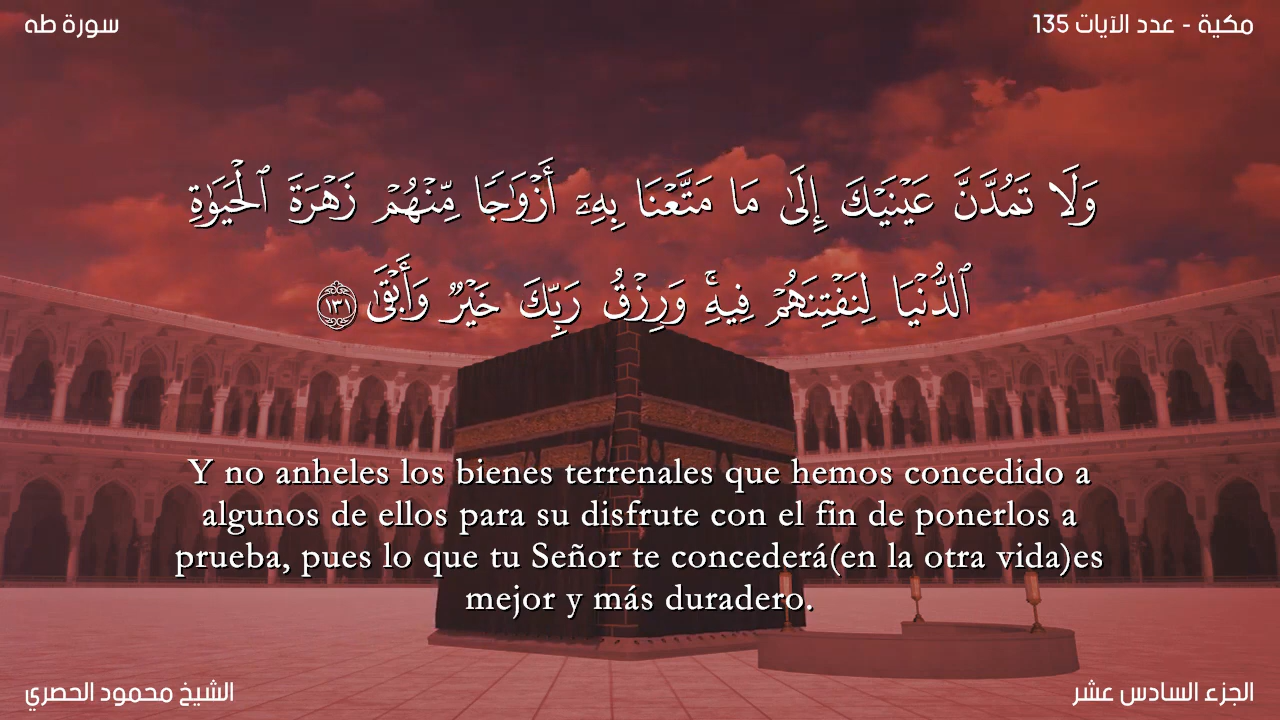 سورة طه
مكية - عدد الآيات 135
وَلَا تَمُدَّنَّ عَيْنَيْكَ إِلَىٰ مَا مَتَّعْنَا بِهِۦٓ أَزْوَٰجًا مِّنْهُمْ زَهْرَةَ ٱلْحَيَوٰةِ
ٱلدُّنْيَا لِنَفْتِنَهُمْ فِيهِ ۚ وَرِزْقُ رَبِّكَ خَيْرٌ وَأَبْقَىٰ ١٣١
Y no anheles los bienes terrenales que hemos concedido a
algunos de ellos para su disfrute con el fin de ponerlos a
prueba, pues lo que tu Señor te concederá(en la otra vida)es
mejor y más duradero.
الشيخ محمود الحصري
الجزء السادس عشر